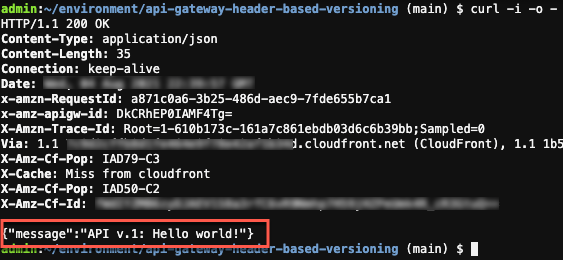 admin:~/environment/api-gateway-header-based-versioning (main) $ curl -i -o -
HTTP/1.1 200 OK
Content-Type: application/json
Content-Length: 35
Connection: keep-alive
Date:
x-amzn-RequestId: a871c0a6-3b25-486d-aec9-7fde655b7ca1
x-amz-apigw-id: DkCRhEP0IAMF4Tg=
X-Amzn-Trace-Id: Root=1-610b173c-161a7c861ebdb03d6c6b39bb;Sampled=0
Via: 1.1 d.cloudfront.net (CloudFront), 1.1 1b5
X-Amz-Cf-Pop: IAD79-C3
X-Cache: Miss from cloudfront
X-Amz-Cf-Pop: IAD50-C2
X-Amz-Cf-Id:
{"message":"API v.1: Hello world!"}
admin:~/environment/api-gateway-header-based-versioning (main) $